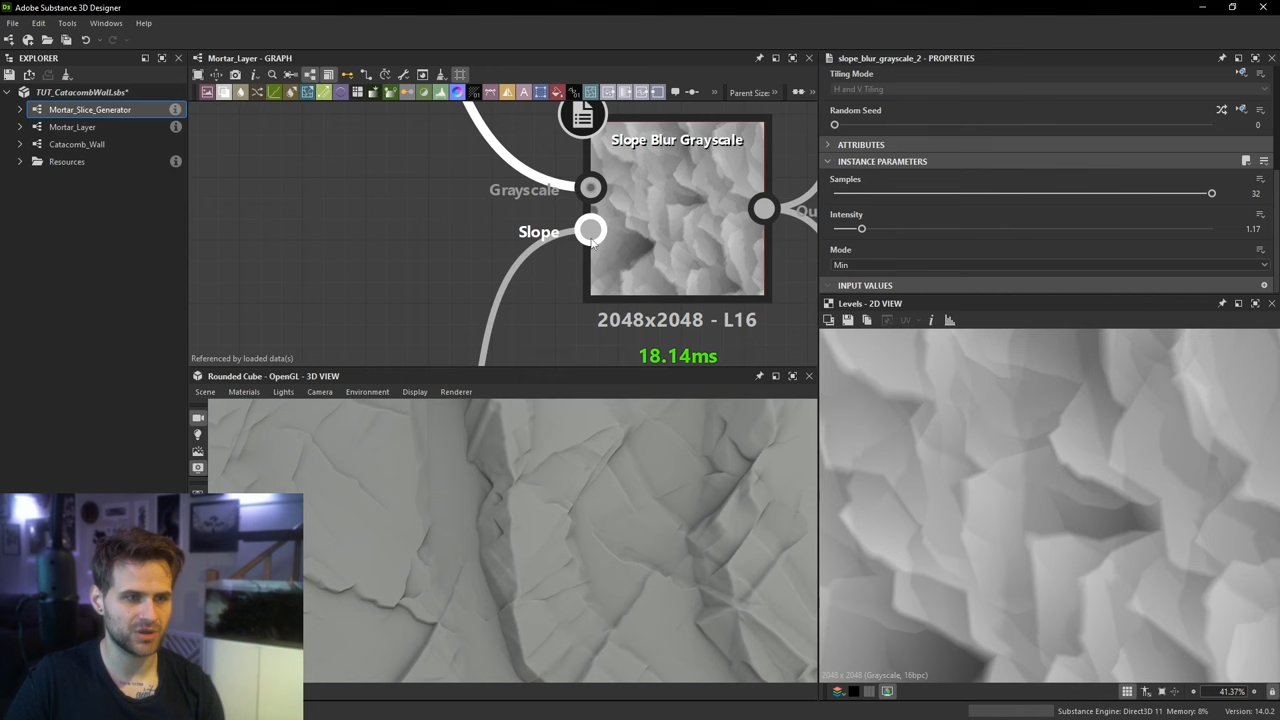 Adobe Substance 3D Designer
File Edit Tools Windows Help
EXPLORER
TUT_CatacombWall.sbs*
Mortar_Slice_Generator
Mortar_Layer
Catacomb_Wall
Resources
Mortar_Layer - GRAPH
Parent Size:
Slope Blur Grayscale
Grayscale
Slope
Ou
2048x2048 - L16
18.14ms
Referenced by loaded data(s)
Rounded Cube - OpenGL - 3D VIEW
Scene Materials Lights Camera Environment Display Renderer
slope_blur_grayscale_2 - PROPERTIES
Tiling Mode
H and V Tiling
Random Seed
0
ATTRIBUTES
INSTANCE PARAMETERS
Samples
32
Intensity
1.17
Mode
Min
INPUT VALUES
Levels - 2D VIEW
UV
2048 x 2048 (Grayscale, 16bpc)
41.37%
Substance Engine: Direct3D 11 Memory: 8% Version: 14.0.2